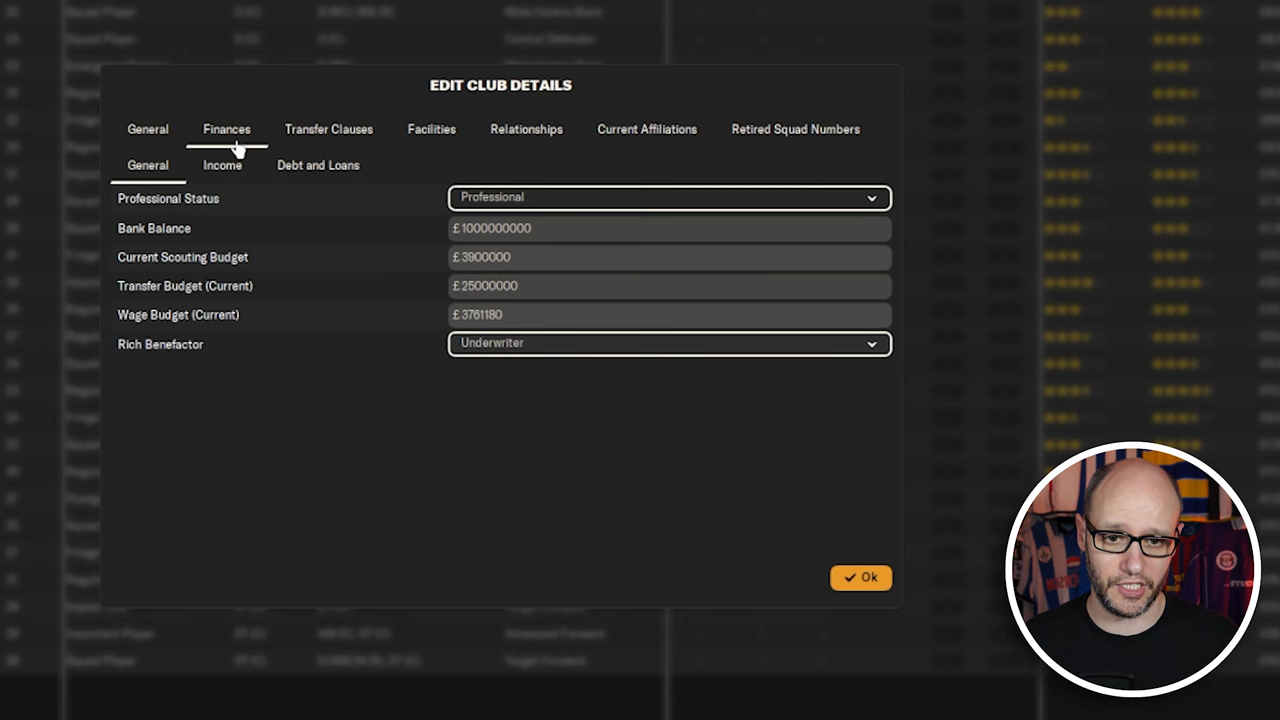 EDIT CLUB DETAILS
General Finances Transfer Clauses Facilities Relationships Current Affiliations Retired Squad Numbers
General Income Debt and Loans
Professional Status Professional
Bank Balance £1000000000
Current Scouting Budget £3900000
Transfer Budget (Current) £25000000
Wage Budget (Current) £3761180
Rich Benefactor Underwriter
Ok